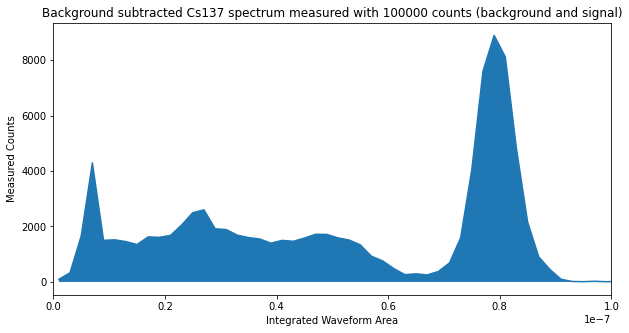 Background subtracted Cs137 spectrum measured with 100000 counts (background and signal)
8000
6000
4000
2000
0
Measured Counts
0.0 0.2 0.4 0.6 0.8 1.0
1e−7
Integrated Waveform Area